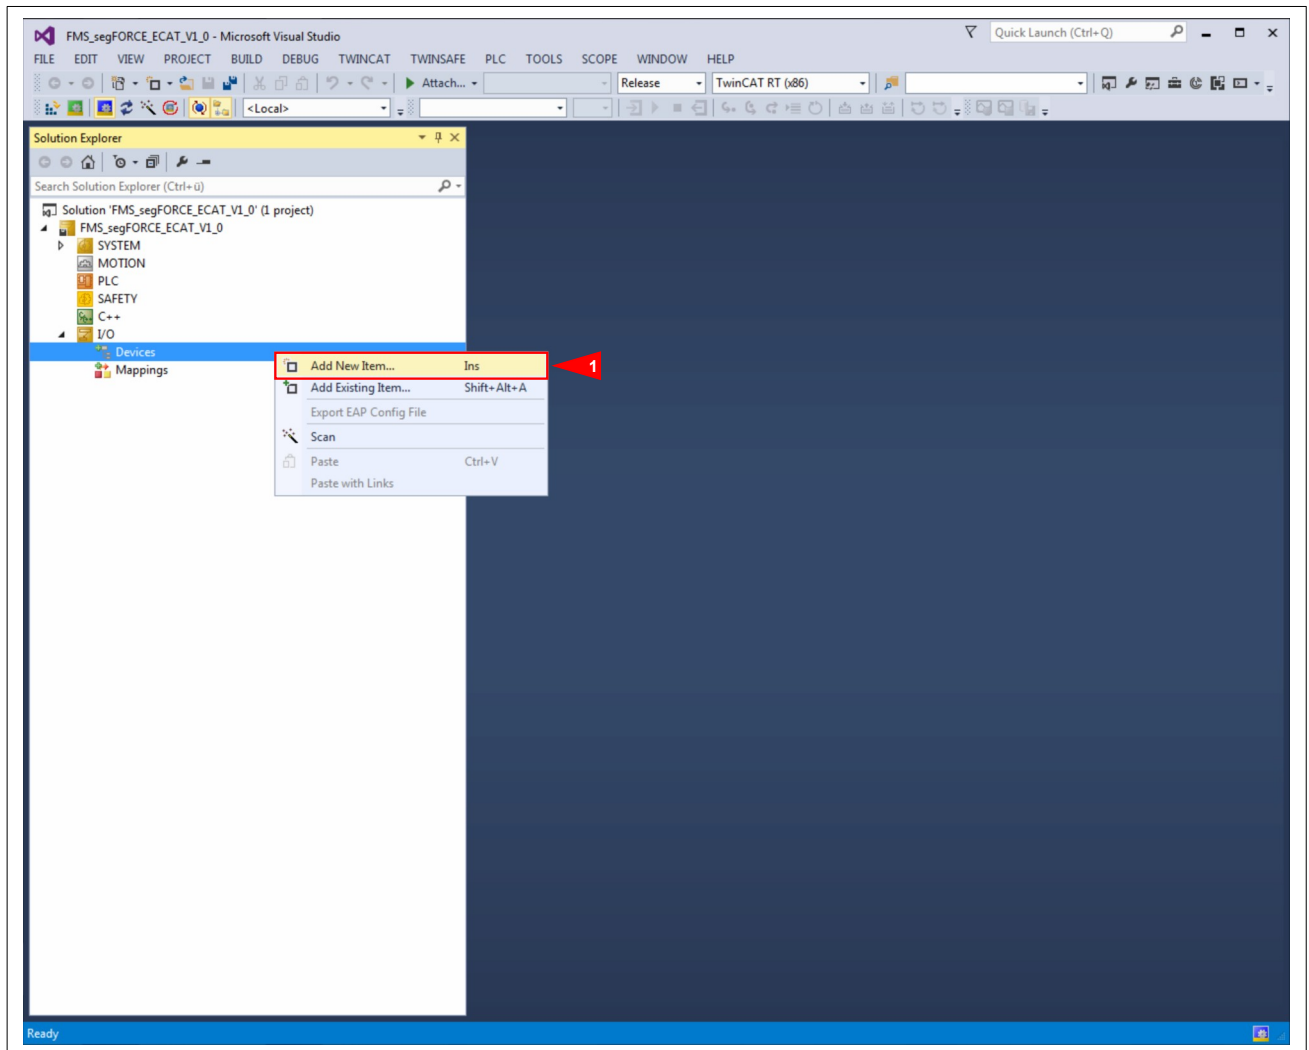 FMS_segFORCE_ECAT_V1_0 - Microsoft Visual Studio
Quick Launch (Ctrl+Q)
FILE EDIT VIEW PROJECT BUILD DEBUG TWINCAT TWINSAFE PLC TOOLS SCOPE WINDOW HELP
Attach... Release TwinCAT RT (x86)
<Local>
Solution Explorer
Search Solution Explorer (Ctrl+ü)
Solution 'FMS_segFORCE_ECAT_V1_0' (1 project)
FMS_segFORCE_ECAT_V1_0
SYSTEM
MOTION
PLC
SAFETY
C++
I/O
Devices
Mappings
Add New Item... Ins
1
Add Existing Item... Shift+Alt+A
Export EAP Config File
Scan
Paste Ctrl+V
Paste with Links
Ready